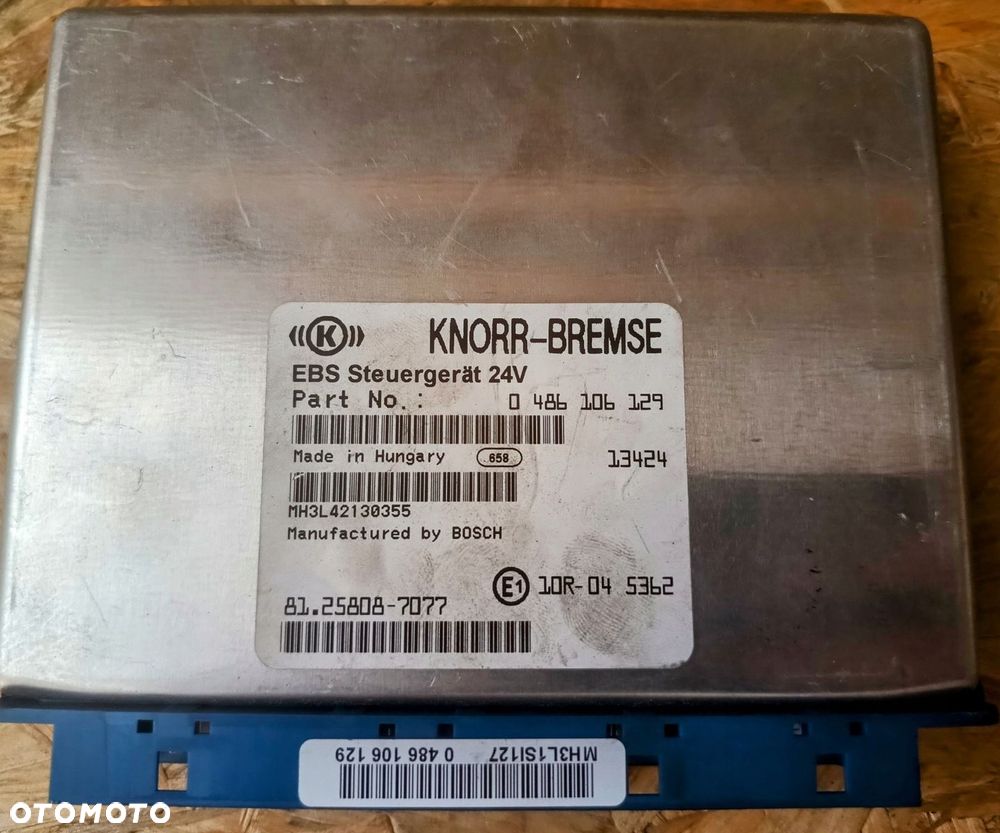 K KNORR-BREMSE
EBS Steuergerät 24V
Part No.: 0 486 106 129
Made in Hungary 658 13424
MH3L42130355
Manufactured by BOSCH
E1 10R-04 5362
81.25808-7077
MH3L1SI127 0 486 106 129
OTOMOTO